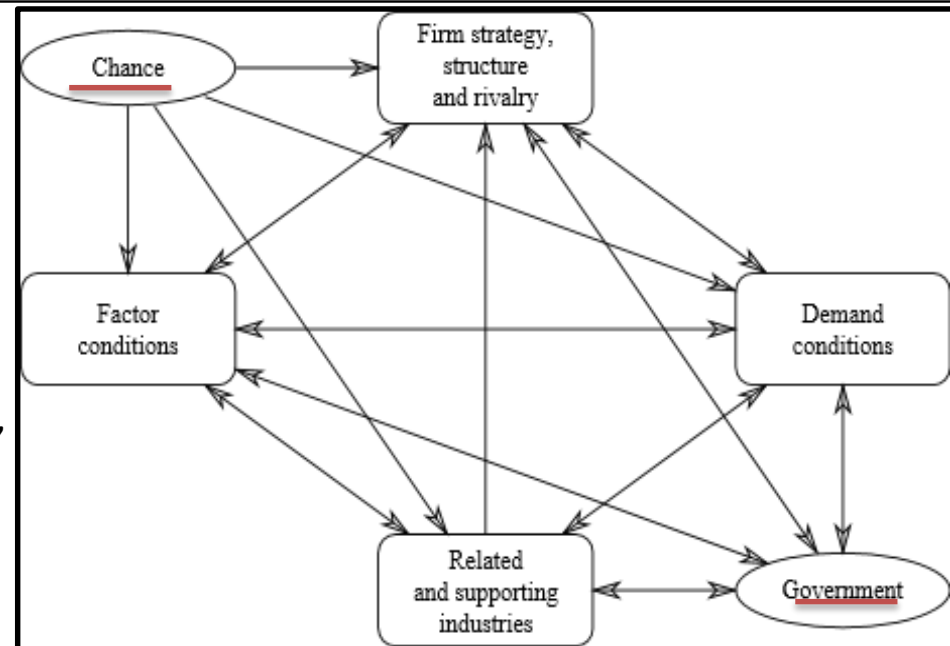 Firm strategy,
structure
and rivalry
Chance
Factor
conditions
Demand
conditions
Related
and supporting
industries
Government
,